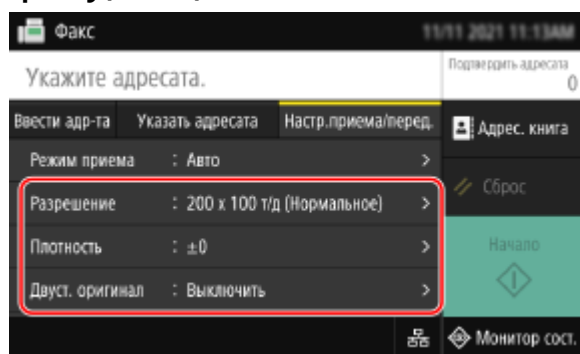 Факс 11/11 2021 11:13AM
Укажите адресата.
Подтвердить адресата
0
Ввести адр-та Указать адресата Настр.приема/перед.
Адрес. книга
Режим приема : Авто >
Разрешение : 200 x 100 т/д (Нормальное) >
Сброс
Плотность : ±0 >
Начало
Двуст. оригинал : Выключить >
Монитор сост.